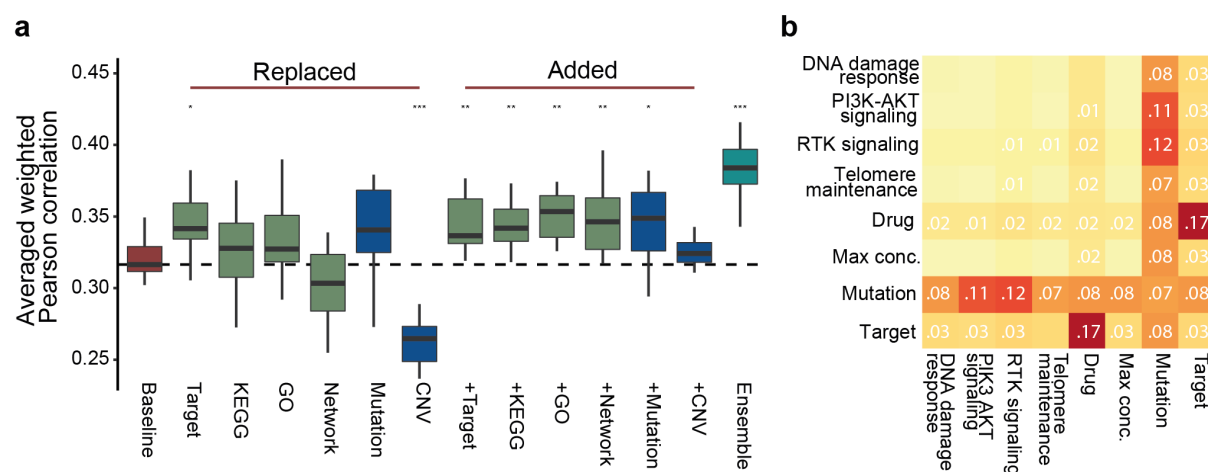 a
Averaged weighted
Pearson correlation
0.45
0.40
0.35
0.30
0.25
Replaced
Added
* *** ** ** ** ** * ***
Baseline
Target
KEGG
GO
Network
Mutation
CNV
+Target
+KEGG
+GO
+Network
+Mutation
+CNV
Ensemble
b
DNA damage
response
.08 .03
PI3K-AKT
signaling
.01 .11 .03
RTK signaling
.01 .01 .02 .12 .03
Telomere
maintenance
.01 .02 .07 .03
Drug
.02 .01 .02 .02 .02 .02 .08 .17
Max conc.
.02 .08 .03
Mutation
.08 .11 .12 .07 .08 .08 .07 .08
Target
.03 .03 .03 .17 .03 .08 .03
DNA damage
response
PIK3 AKT
signaling
RTK signaling
Telomere
maintenance
Drug
Max conc.
Mutation
Target